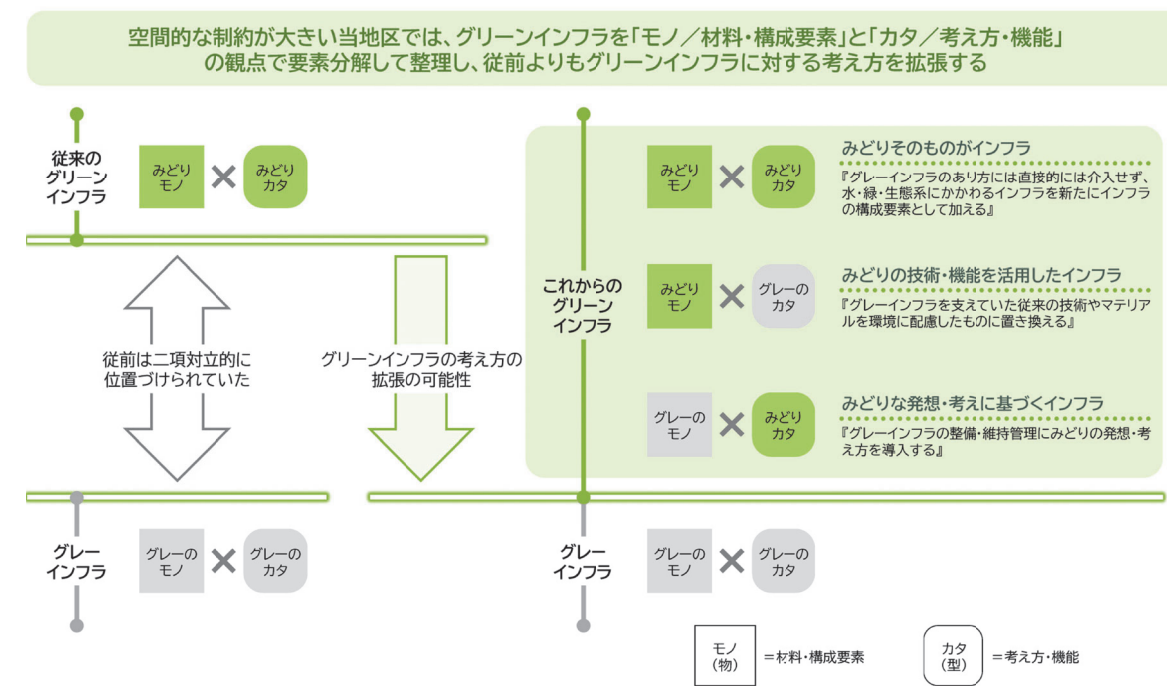 空間的な制約が大きい当地区では、グリーンインフラを「モノ／材料・構成要素」と「カタ／考え方・機能」
の観点で要素分解して整理し、従前よりもグリーンインフラに対する考え方を拡張する
従来の
グリーン
インフラ
みどり
モノ
×
みどり
カタ
従前は二項対立的に
位置づけられていた
グリーンインフラの考え方の
拡張の可能性
グレー
インフラ
グレーの
モノ
×
グレーの
カタ
これからの
グリーン
インフラ
みどり
モノ
×
みどり
カタ
みどりそのものがインフラ
『グレーインフラのあり方には直接的には介入せず、
水・緑・生態系にかかわるインフラを新たにインフラ
の構成要素として加える』
みどり
モノ
×
グレーの
カタ
みどりの技術・機能を活用したインフラ
『グレーインフラを支えていた従来の技術やマテリア
ルを環境に配慮したものに置き換える』
グレーの
モノ
×
みどり
カタ
みどりな発想・考えに基づくインフラ
『グレーインフラの整備・維持管理にみどりの発想・考
え方を導入する』
グレー
インフラ
グレーの
モノ
×
グレーの
カタ
モノ
（物）
＝材料・構成要素
カタ
（型）
＝考え方・機能